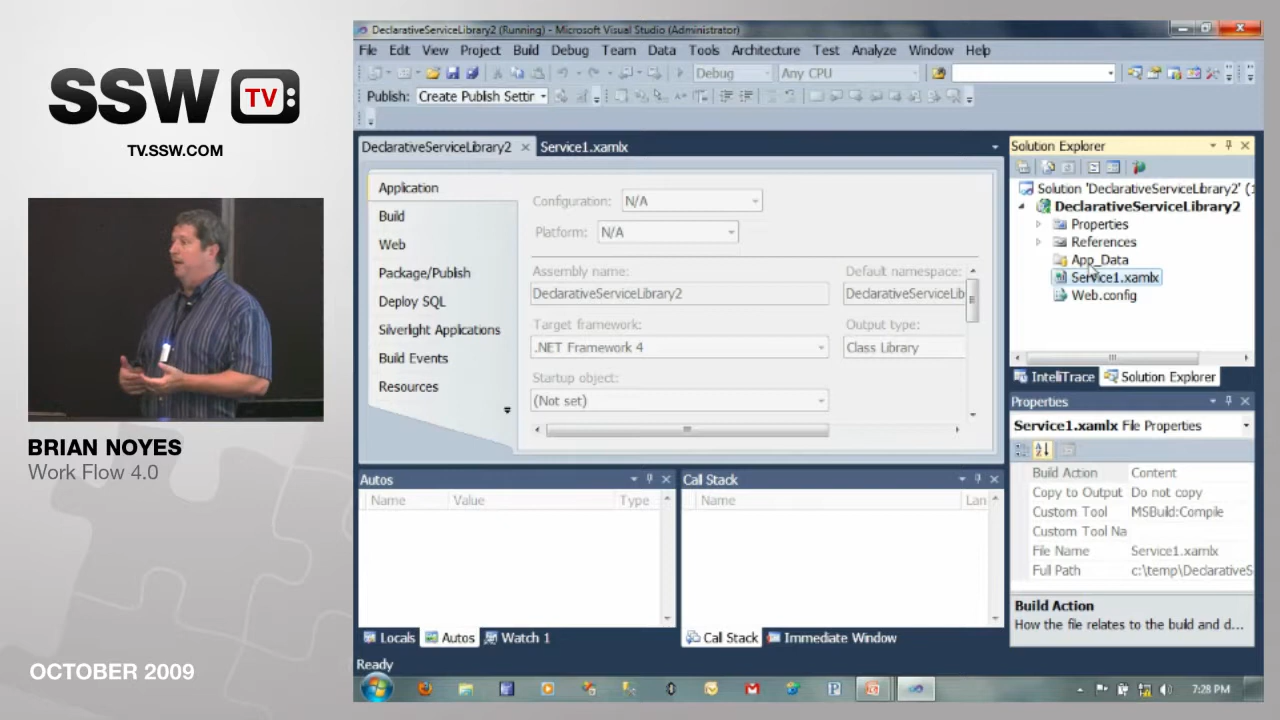 SSW TV:
TV.SSW.COM
BRIAN NOYES
Work Flow 4.0
OCTOBER 2009
DeclarativeServiceLibrary2 (Running) - Microsoft Visual Studio (Administrator)
File Edit View Project Build Debug Team Data Tools Architecture Test Analyze Window Help
Debug Any CPU
Publish: Create Publish Settir
DeclarativeServiceLibrary2 Service1.xamlx
Application
Build
Web
Package/Publish
Deploy SQL
Silverlight Applications
Build Events
Resources
Configuration: N/A
Platform: N/A
Assembly name: Default namespace:
DeclarativeServiceLibrary2 DeclarativeServiceLib
Target framework: Output type:
.NET Framework 4 Class Library
Startup object:
(Not set)
Solution Explorer
Solution 'DeclarativeServiceLibrary2' (1
DeclarativeServiceLibrary2
Properties
References
App_Data
Service1.xamlx
Web.config
InteliTrace Solution Explorer
Properties
Service1.xamlx File Properties
Build Action Content
Copy to Output Do not copy
Custom Tool MSBuild:Compile
Custom Tool Na
File Name Service1.xamlx
Full Path c:\temp\DeclarativeS
Build Action
How the file relates to the build and d...
Autos
Name Value Type
Call Stack
Name Lan
Locals Autos Watch 1
Call Stack Immediate Window
Ready
7:28 PM